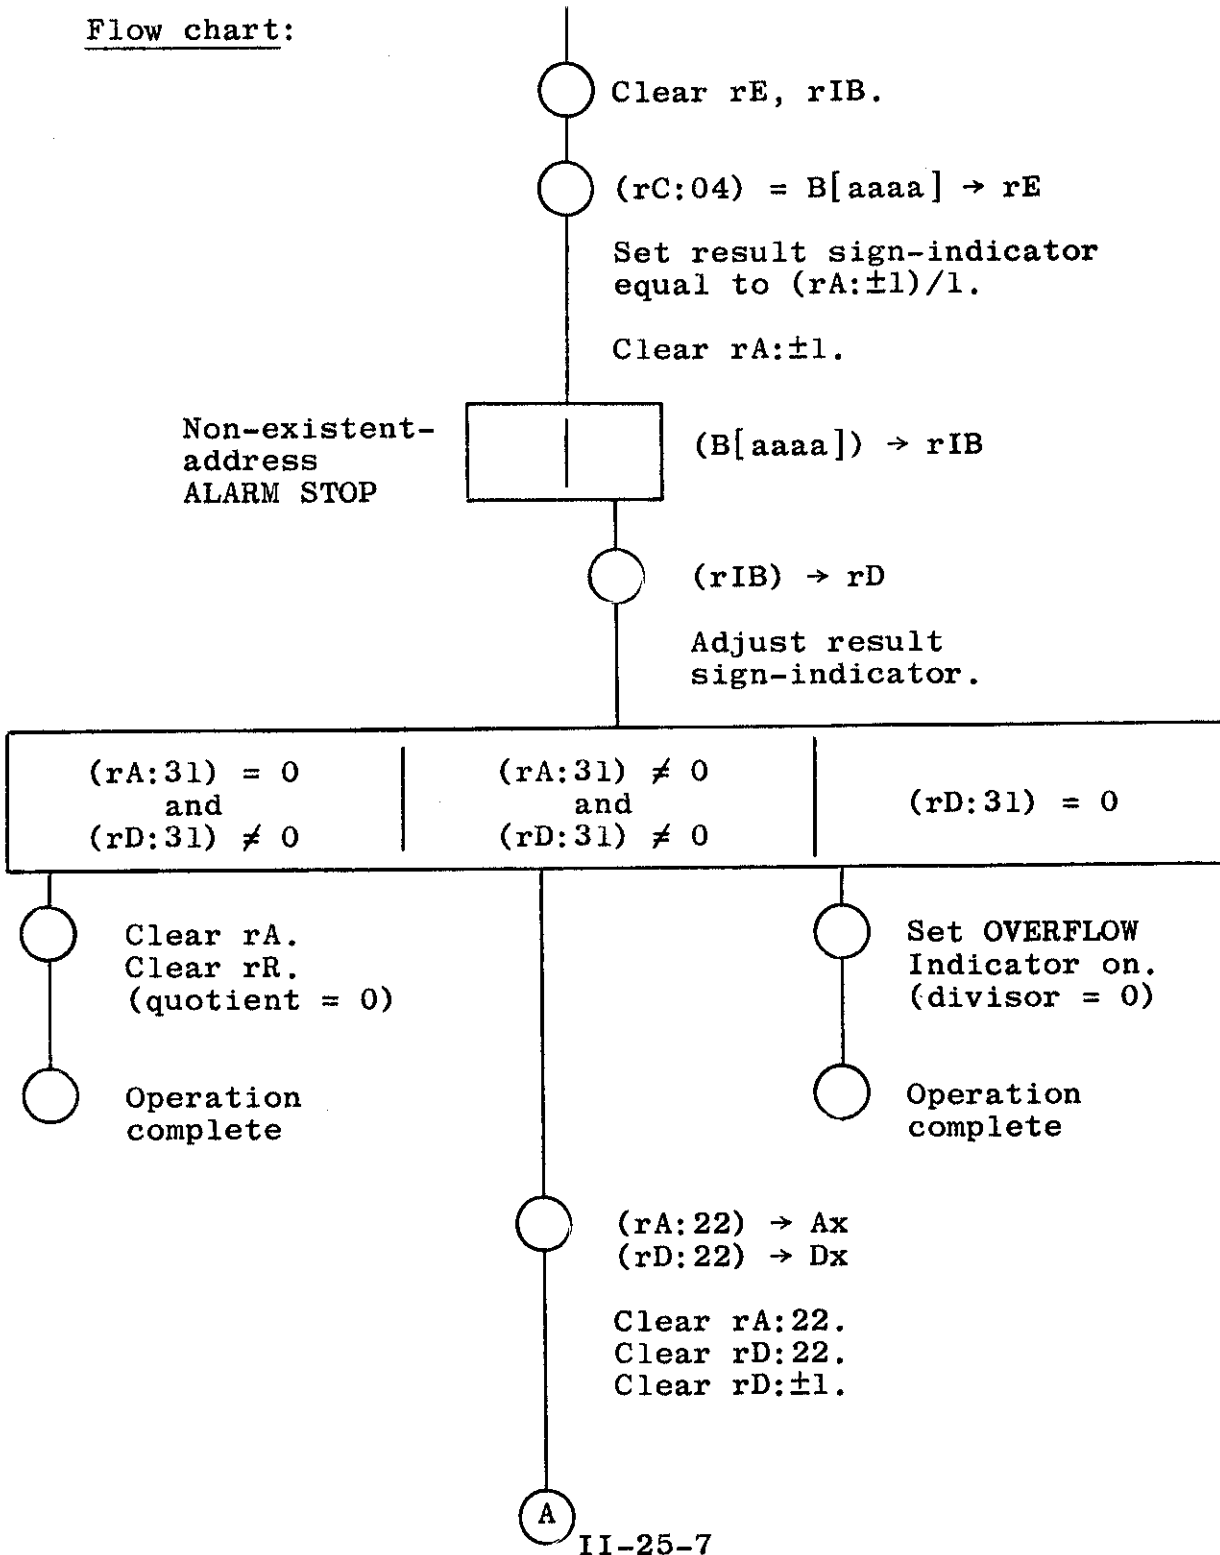 Flow chart:
Clear rE, rIB.
(rC:04) = B[aaaa] → rE
Set result sign-indicator
equal to (rA:±1)/1.
Clear rA:±1.
Non-existent-
address
ALARM STOP
(B[aaaa]) → rIB
(rIB) → rD
Adjust result
sign-indicator.
(rA:31) = 0
and
(rD:31) ≠ 0
(rA:31) ≠ 0
and
(rD:31) ≠ 0
(rD:31) = 0
Clear rA.
Clear rR.
(quotient = 0)
Operation
complete
Set OVERFLOW
Indicator on.
(divisor = 0)
Operation
complete
(rA:22) → Ax
(rD:22) → Dx
Clear rA:22.
Clear rD:22.
Clear rD:±1.
A
II-25-7